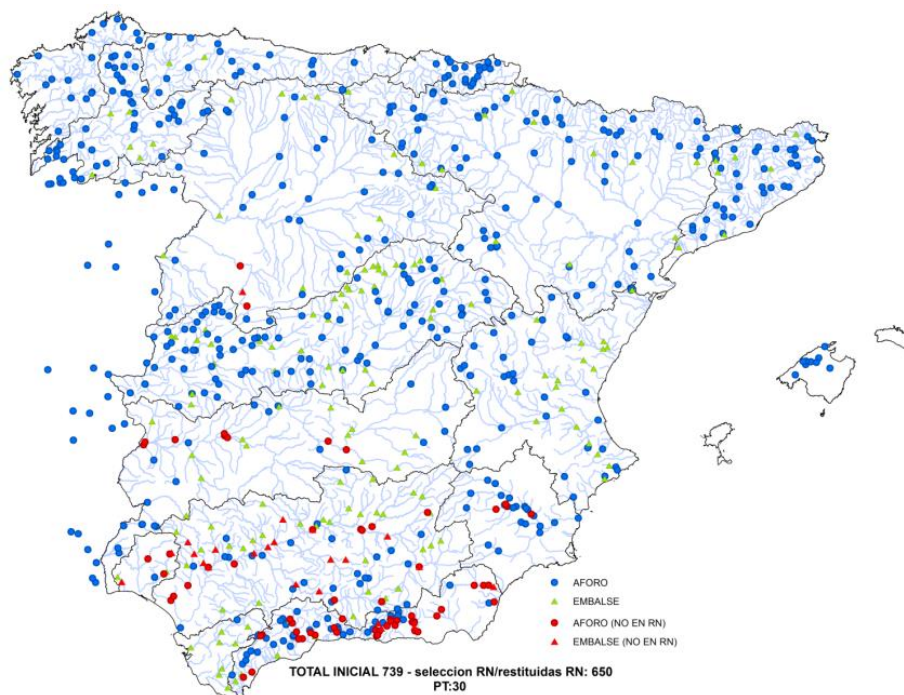 AFORO
EMBALSE
AFORO (NO EN RN)
EMBALSE (NO EN RN)
TOTAL INICIAL 739 - seleccion RN/restituidas RN: 650
PT:30